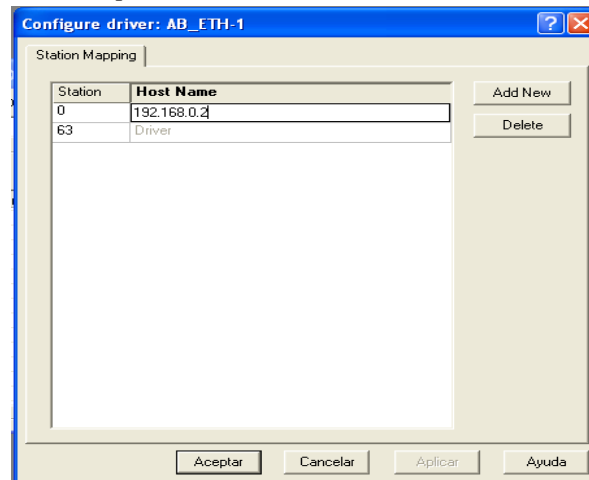 Configure driver: AB_ETH-1
Station Mapping
Station Host Name
0 192.168.0.2
63 Driver
Add New
Delete
Aceptar Cancelar Aplicar Ayuda